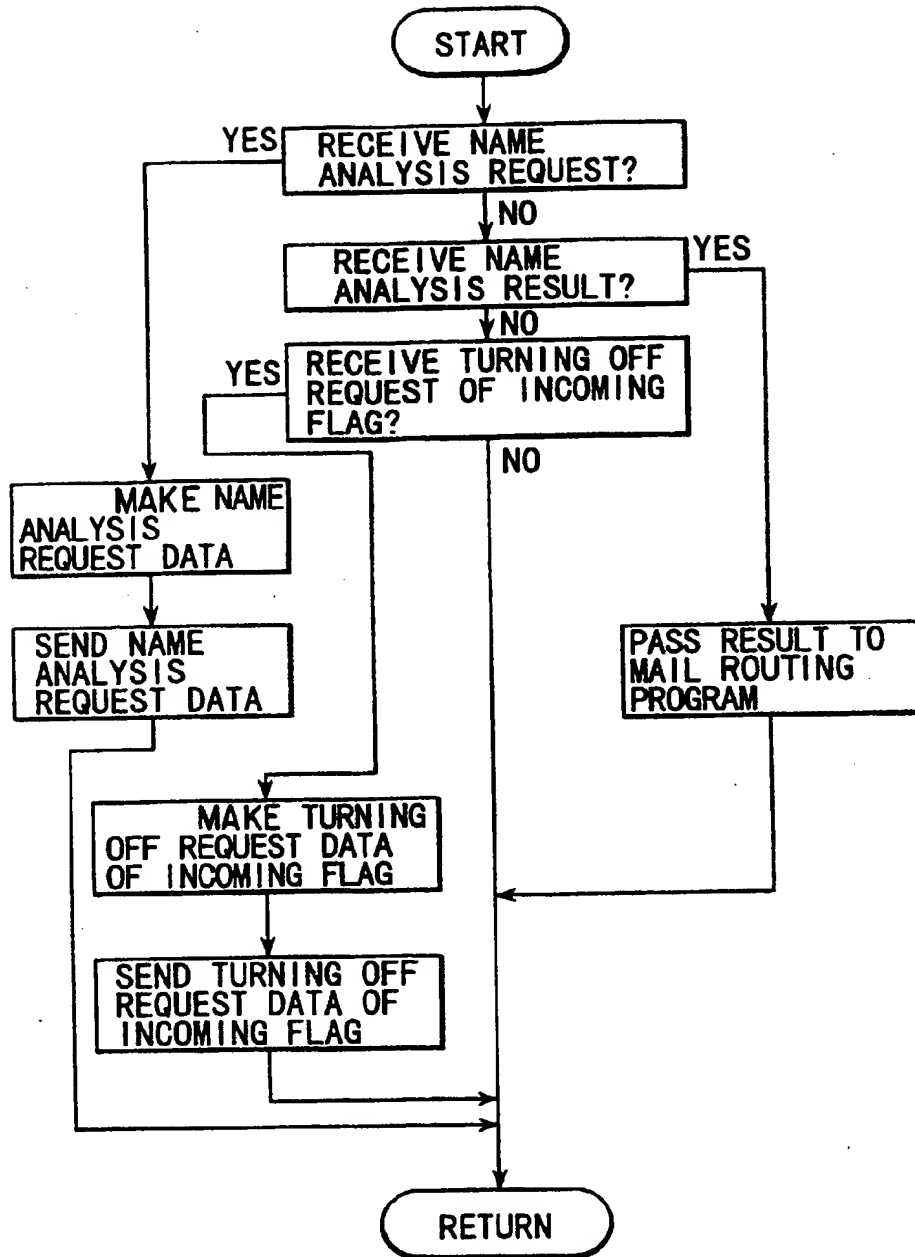 START
YES
RECEIVE NAME
ANALYSIS REQUEST?
NO
RECEIVE NAME
ANALYSIS RESULT?
YES
NO
YES
RECEIVE TURNING OFF
REQUEST OF INCOMING
FLAG?
NO
MAKE NAME
ANALYSIS
REQUEST DATA
SEND NAME
ANALYSIS
REQUEST DATA
PASS RESULT TO
MAIL ROUTING
PROGRAM
MAKE TURNING
OFF REQUEST DATA
OF INCOMING FLAG
SEND TURNING OFF
REQUEST DATA OF
INCOMING FLAG
RETURN